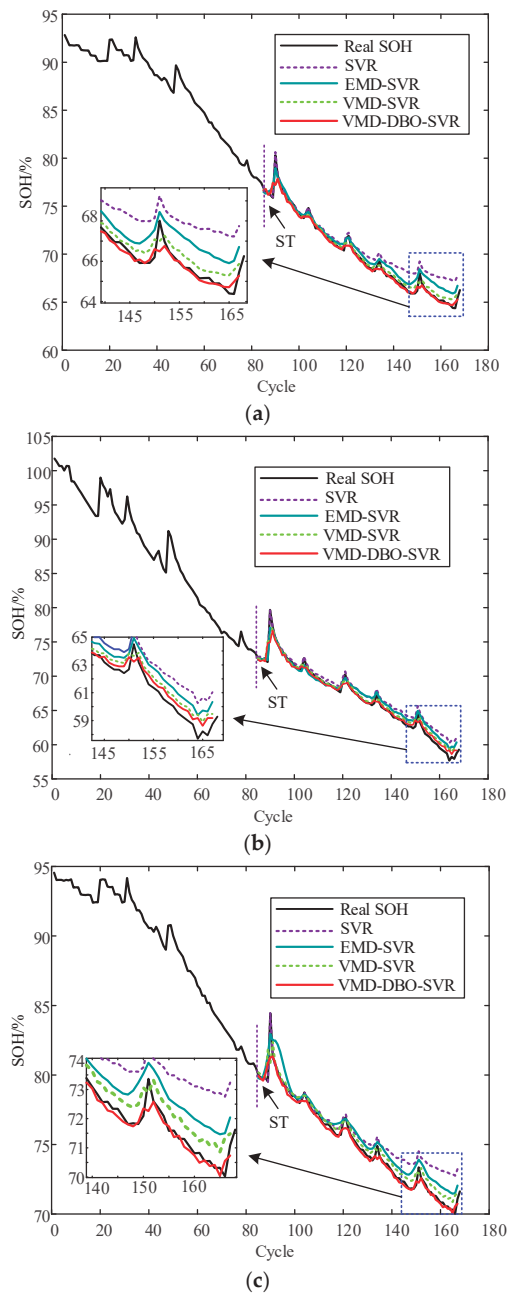 95
90
85
80
75
70
65
60
SOH/%
Real SOH
SVR
EMD-SVR
VMD-SVR
VMD-DBO-SVR
ST
68
66
64
145 155 165
0 20 40 60 80 100 120 140 160 180
Cycle
(a)
105
100
95
90
85
80
75
70
65
60
55
SOH/%
Real SOH
SVR
EMD-SVR
VMD-SVR
VMD-DBO-SVR
ST
65
63
61
59
145 155 165
0 20 40 60 80 100 120 140 160 180
Cycle
(b)
95
90
85
80
75
70
SOH/%
Real SOH
SVR
EMD-SVR
VMD-SVR
VMD-DBO-SVR
ST
74
73
72
71
70
140 150 160
0 20 40 60 80 100 120 140 160 180
Cycle
(c)